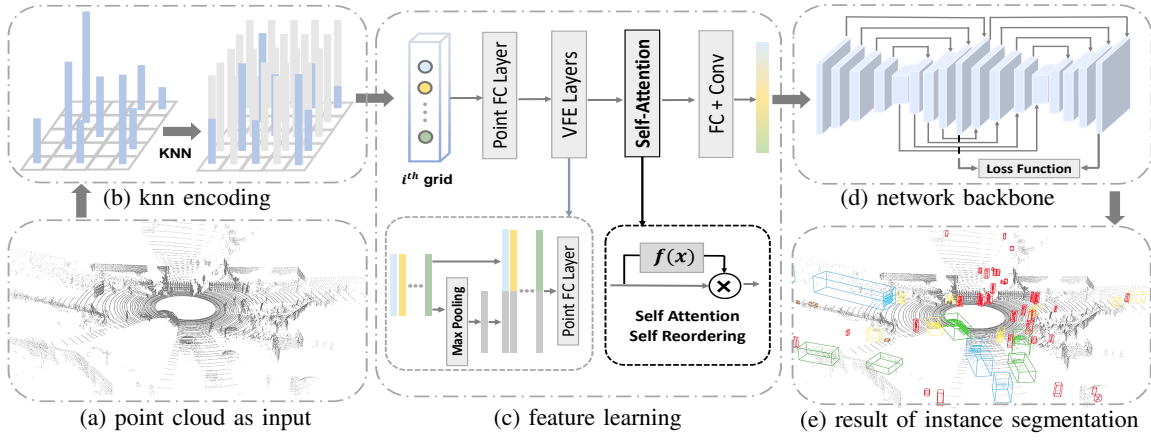 KNN
(b) knn encoding
(a) point cloud as input
i^th grid
Point FC Layer
VFE Layers
Self-Attention
FC + Conv
Max Pooling
Point FC Layer
f(x)
×
Self Attention
Self Reordering
(c) feature learning
Loss Function
(d) network backbone
(e) result of instance segmentation